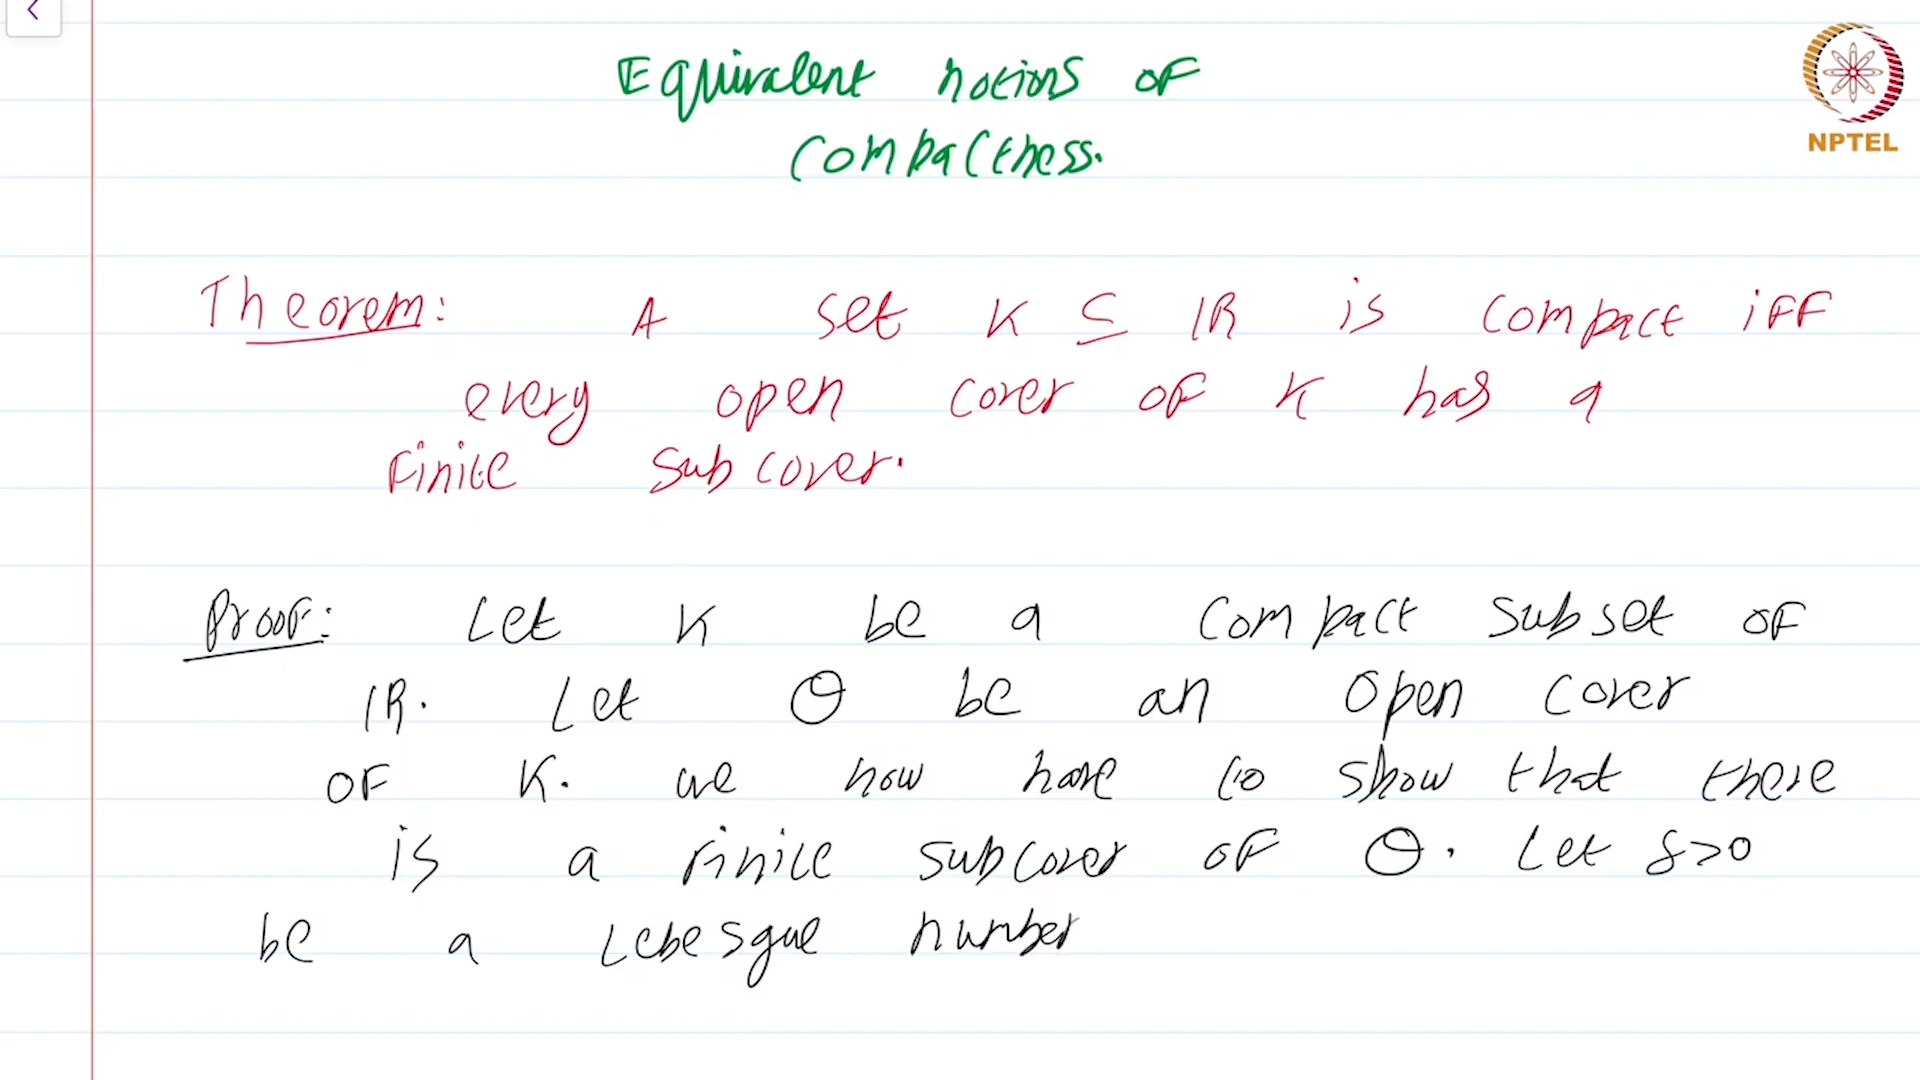 Equivalent notions of
compactness.
NPTEL
Theorem: A set K ⊆ ℝ is compact iff
every open cover of K has a
finite subcover.
Proof: Let K be a compact subset of
ℝ. Let Θ be an open cover
of K. we now have to show that there
is a finite subcover of Θ. Let δ>0
be a Lebesgue number